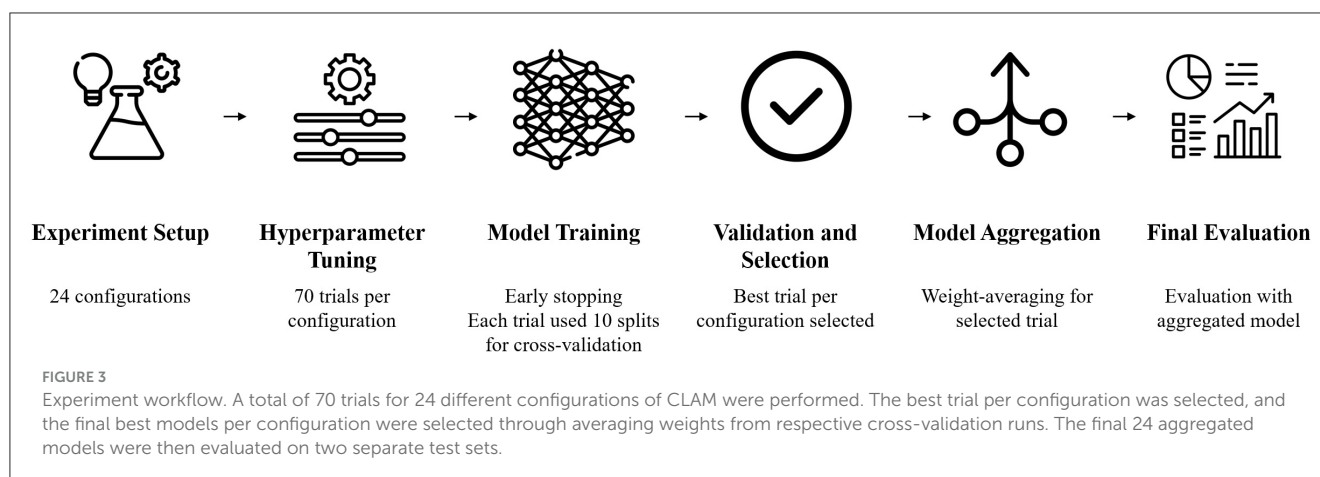 Experiment Setup
24 configurations
Hyperparameter
Tuning
70 trials per
configuration
Model Training
Early stopping
Each trial used 10 splits
for cross-validation
Validation and
Selection
Best trial per
configuration selected
Model Aggregation
Weight-averaging for
selected trial
Final Evaluation
Evaluation with
aggregated model
FIGURE 3
Experiment workflow. A total of 70 trials for 24 different configurations of CLAM were performed. The best trial per configuration was selected, and
the final best models per configuration were selected through averaging weights from respective cross-validation runs. The final 24 aggregated
models were then evaluated on two separate test sets.